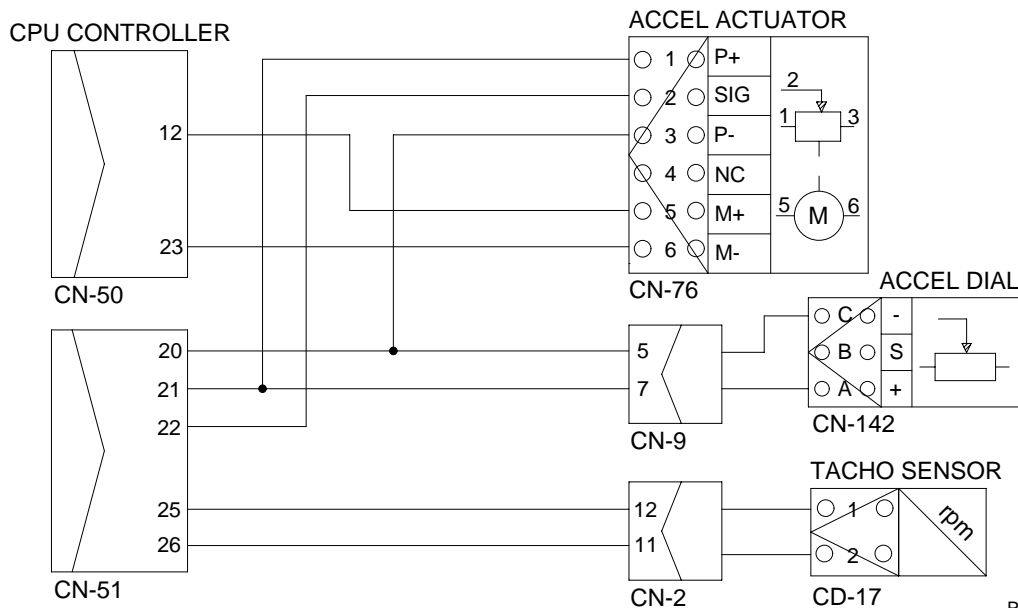 CPU CONTROLLER
12
23
CN-50
ACCEL ACTUATOR
1 P+
2 SIG
3 P-
4 NC
5 M+
6 M-
2
1 3
5 M 6
CN-76
20
21
22
25
26
CN-51
5
7
CN-9
ACCEL DIAL
C -
B S
A +
CN-142
12
11
CN-2
TACHO SENSOR
1
2
rpm
CD-17